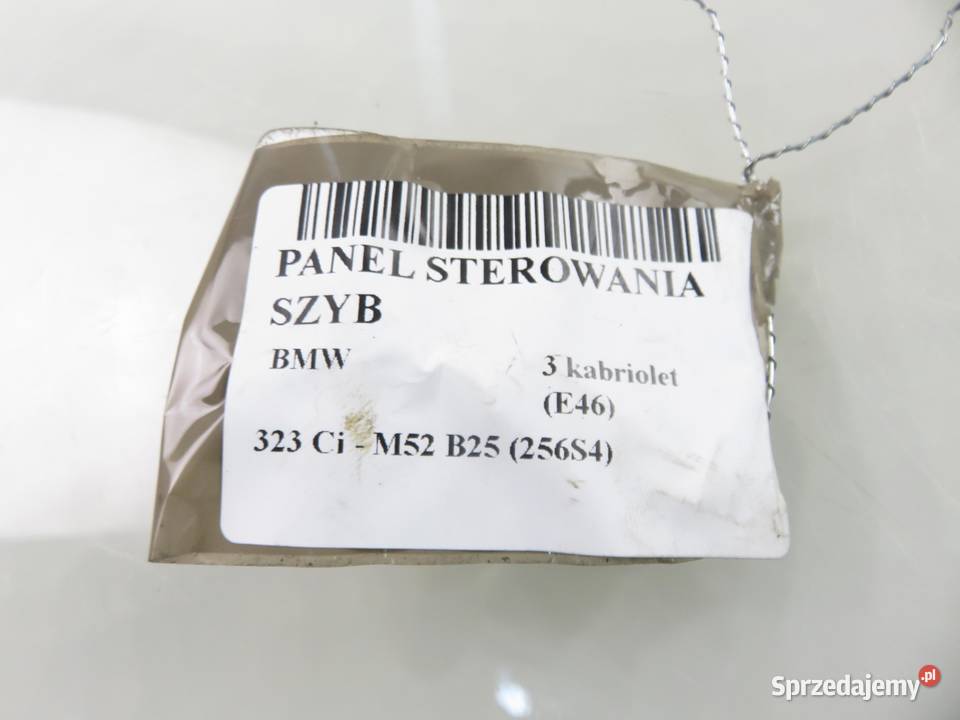 PANEL STEROWANIA
SZYB
BMW
3 kabriolet
(E46)
323 Ci - M52 B25 (256S4)
Sprzedajemy.pl